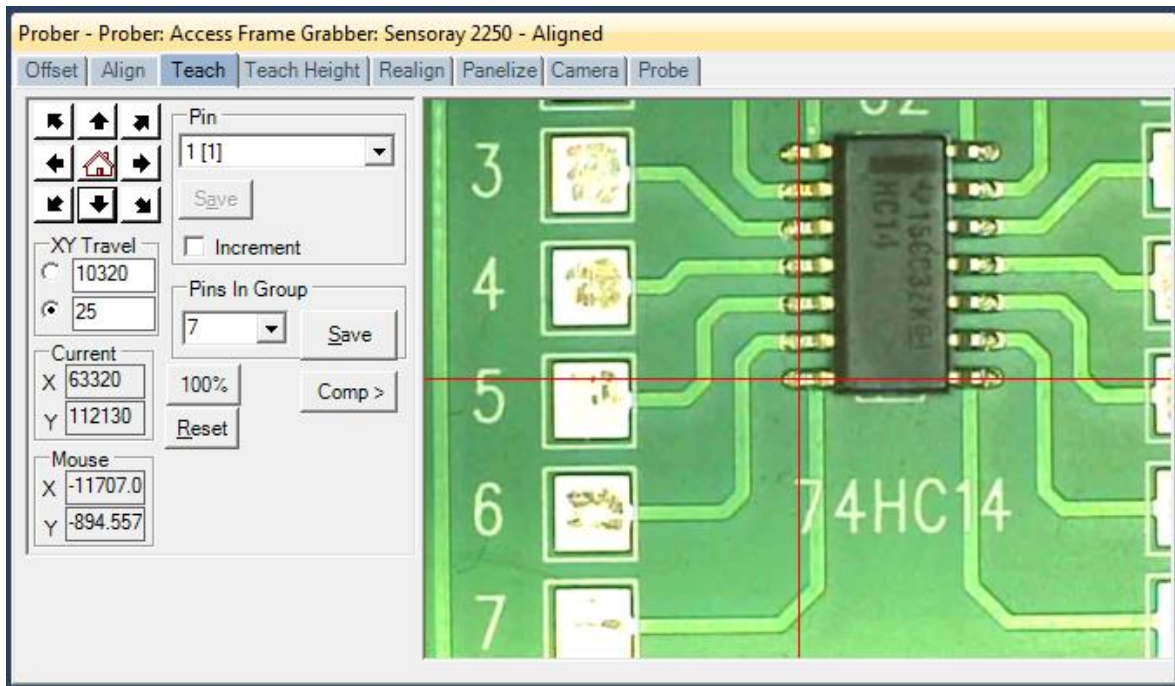 Prober - Prober: Access Frame Grabber: Sensoray 2250 - Aligned
Offset Align Teach Teach Height Realign Panelize Camera Probe
Pin
1 [1]
Save
Increment
XY Travel
10320
25
Pins In Group
7
Save
Current
X 63320
Y 112130
100%
Comp >
Reset
Mouse
X -11707.0
Y -894.557
3
4
5
6
7
HC14
74HC14